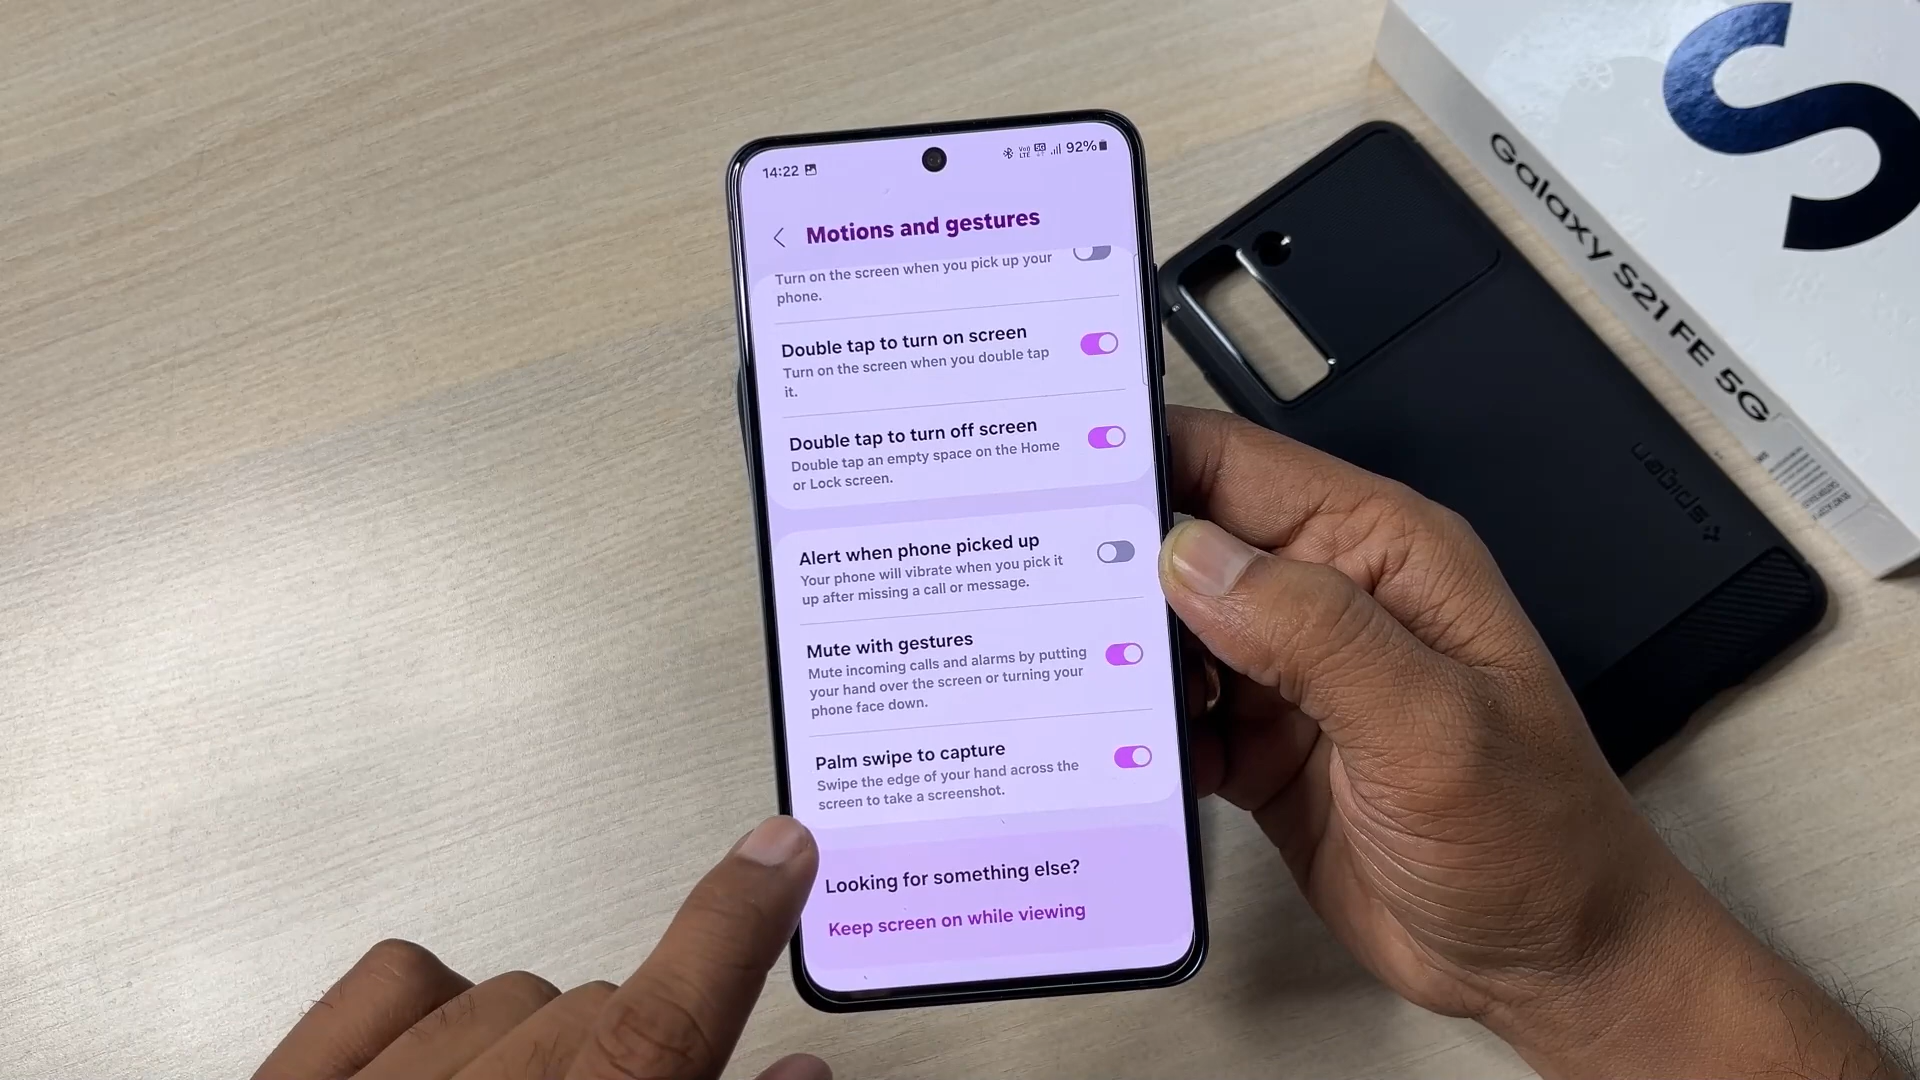 14:22
Vo)) LTE 5G 92%
Motions and gestures
Turn on the screen when you pick up your
phone.
Double tap to turn on screen
Turn on the screen when you double tap
it.
Double tap to turn off screen
Double tap an empty space on the Home
or Lock screen.
Alert when phone picked up
Your phone will vibrate when you pick it
up after missing a call or message.
Mute with gestures
Mute incoming calls and alarms by putting
your hand over the screen or turning your
phone face down.
Palm swipe to capture
Swipe the edge of your hand across the
screen to take a screenshot.
Looking for something else?
Keep screen on while viewing
S
Galaxy S21 FE 5G
spigen